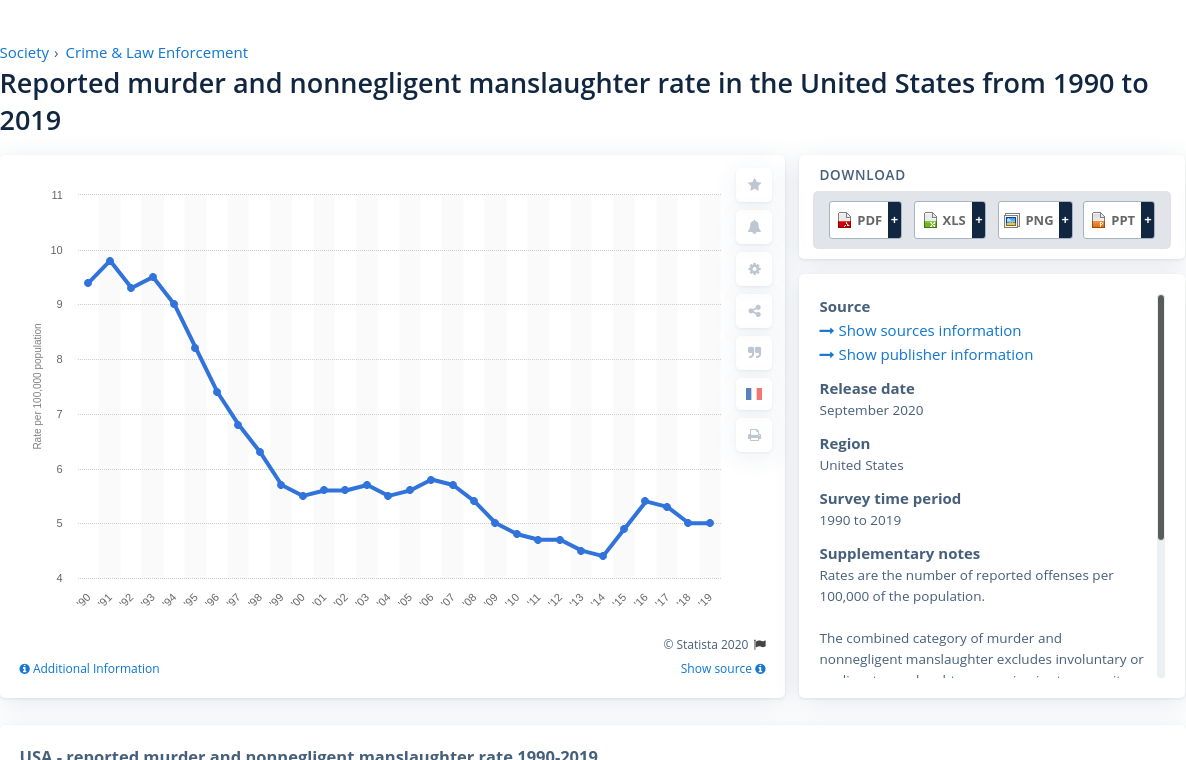 Society › Crime & Law Enforcement
Reported murder and nonnegligent manslaughter rate in the United States from 1990 to
2019
11
10
9
8
7
6
5
4
Rate per 100,000 population
'90 '91 '92 '93 '94 '95 '96 '97 '98 '99 '00 '01 '02 '03 '04 '05 '06 '07 '08 '09 '10 '11 '12 '13 '14 '15 '16 '17 '18 '19
© Statista 2020
Additional Information
Show source
DOWNLOAD
PDF + XLS + PNG + PPT +
Source
Show sources information
Show publisher information
Release date
September 2020
Region
United States
Survey time period
1990 to 2019
Supplementary notes
Rates are the number of reported offenses per
100,000 of the population.
The combined category of murder and
nonnegligent manslaughter excludes involuntary or
USA - reported murder and nonnegligent manslaughter rate 1990-2019